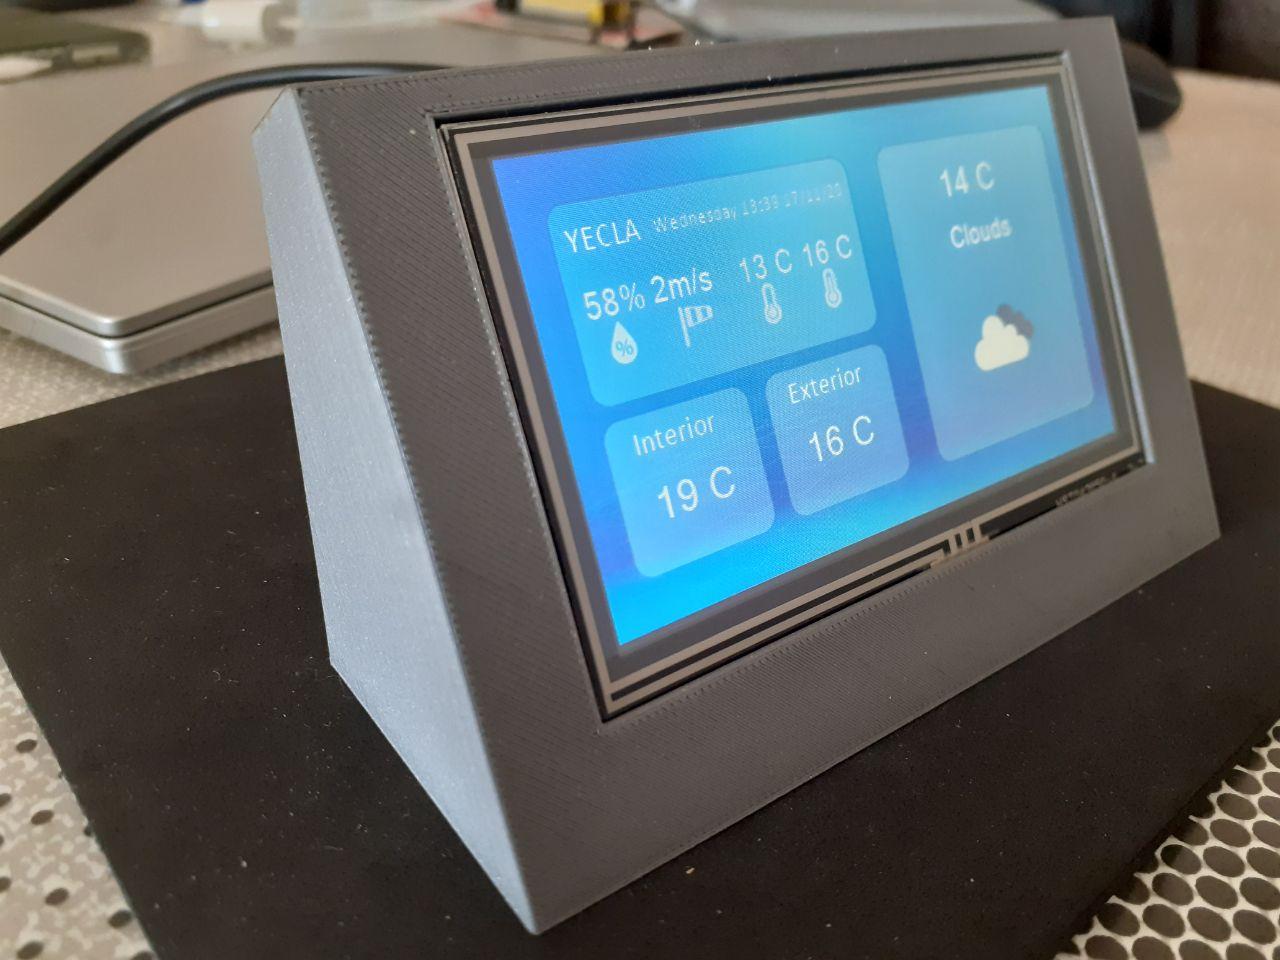 YECLA Wednesday
58% 2m/s 13 C 16 C
%
14 C
Clouds
Interior
19 C
Exterior
16 C